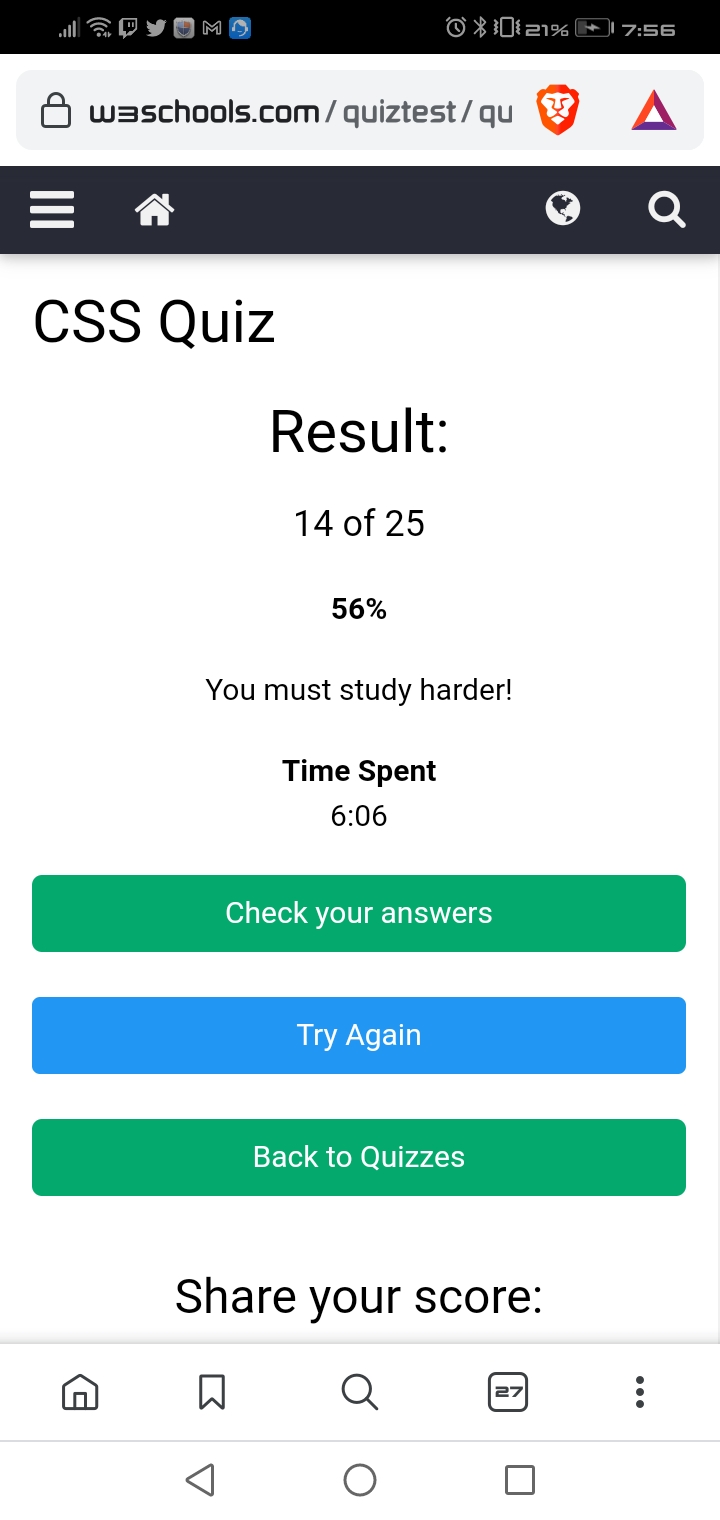 21% 7:56
w3schools.com/quiztest/qu
CSS Quiz
Result:
14 of 25
56%
You must study harder!
Time Spent
6:06
Check your answers
Try Again
Back to Quizzes
Share your score:
27